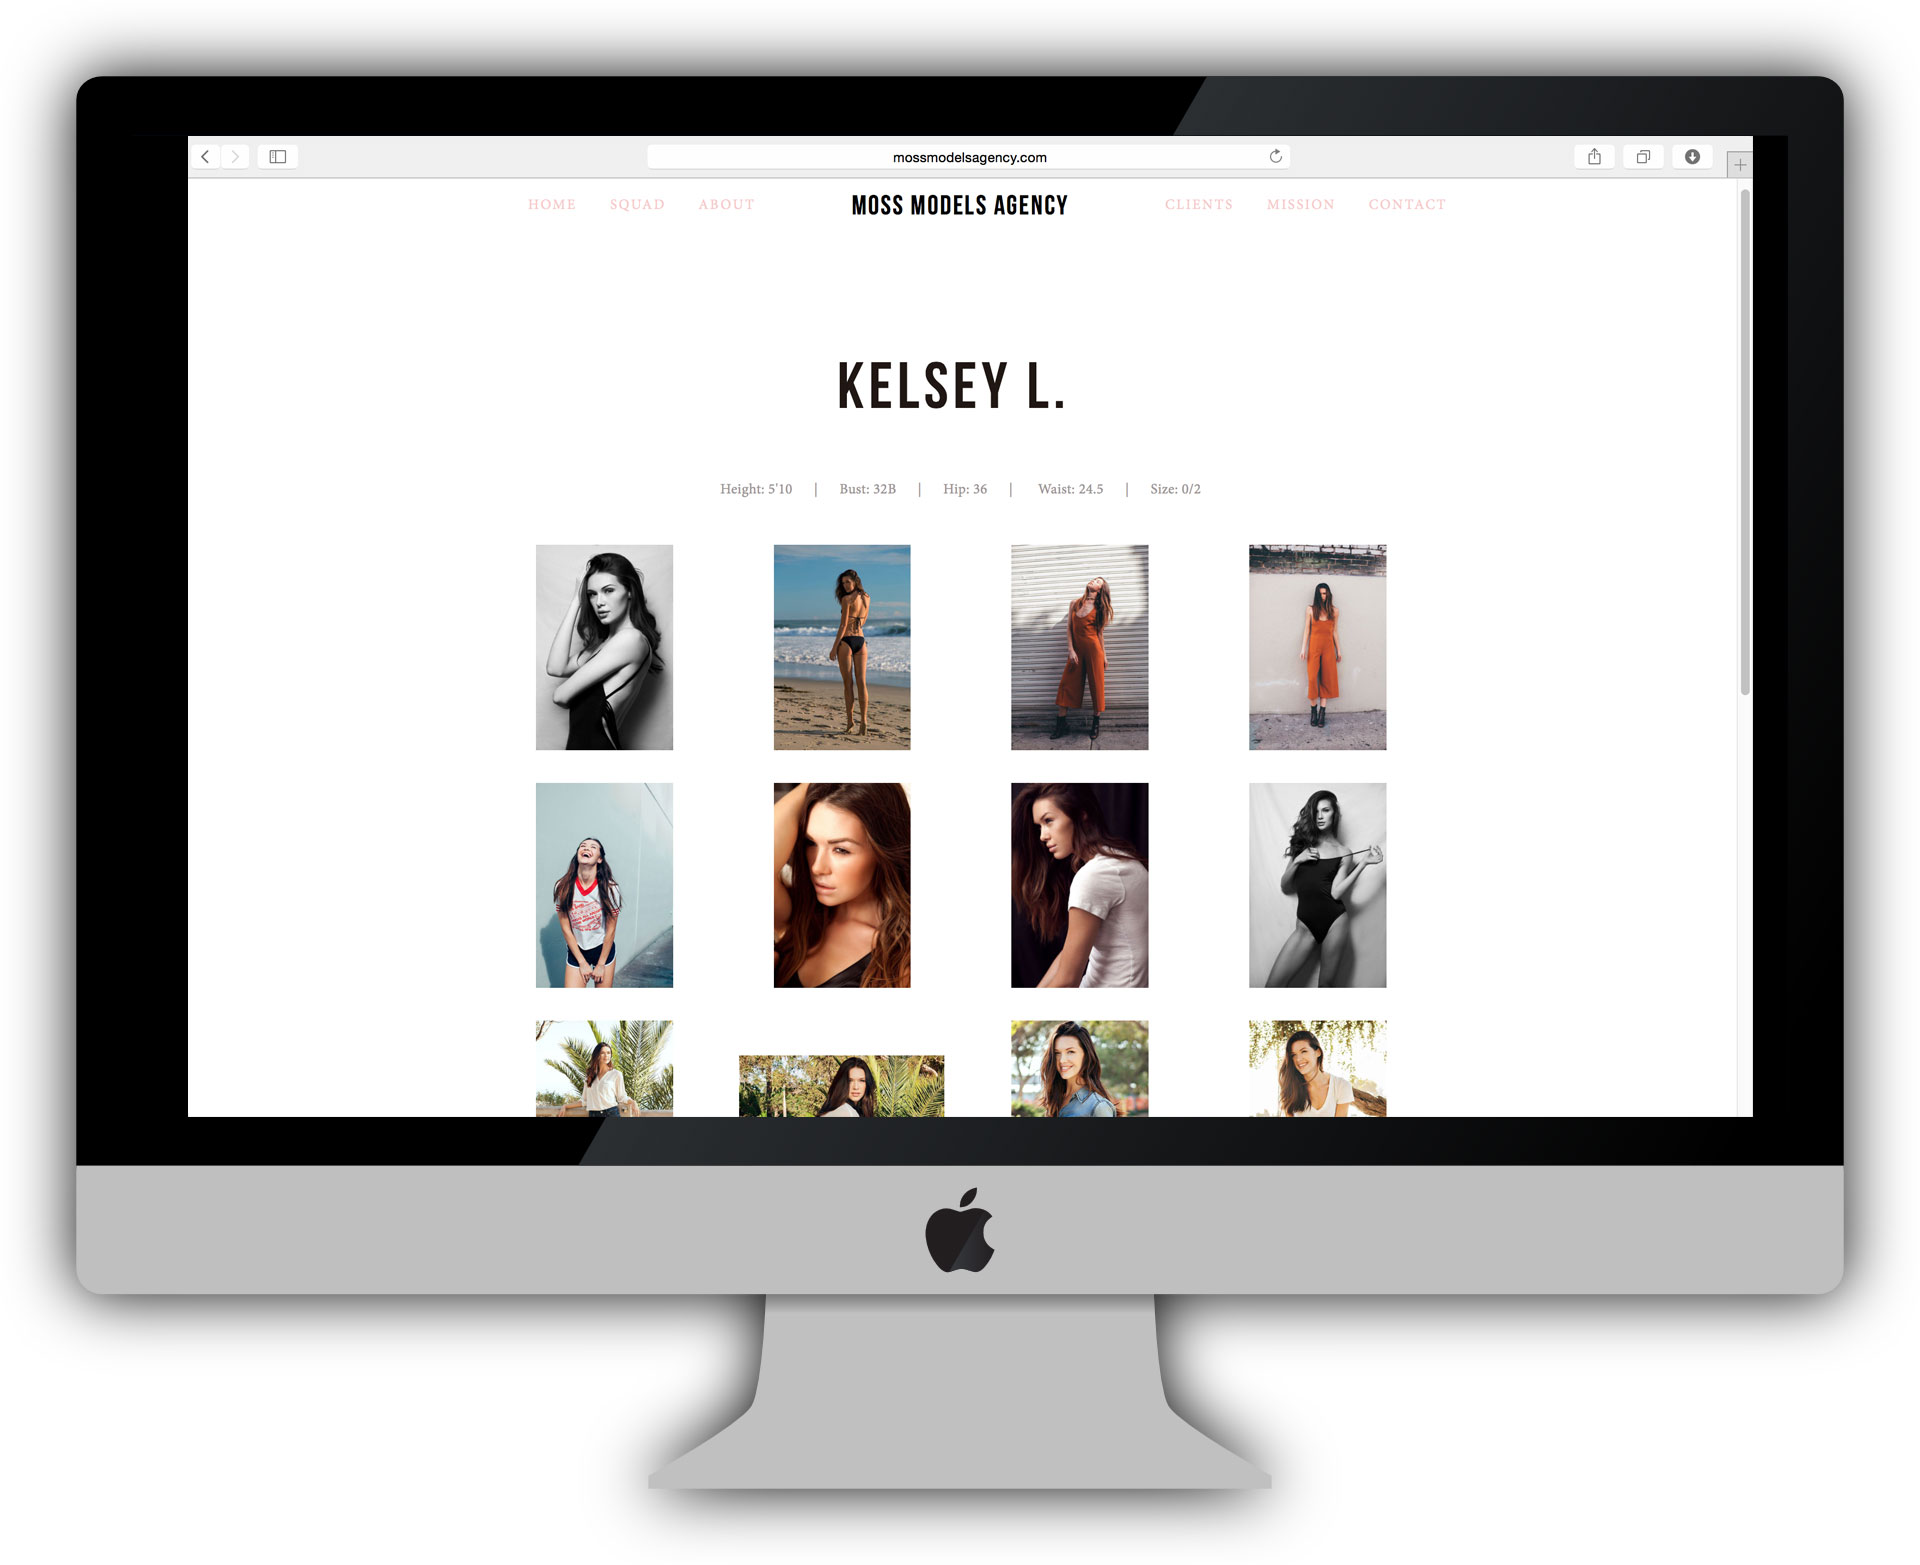 mossmodelsagency.com
HOME SQUAD ABOUT MOSS MODELS AGENCY CLIENTS MISSION CONTACT
KELSEY L.
Height: 5'10 | Bust: 32B | Hip: 36 | Waist: 24.5 | Size: 0/2